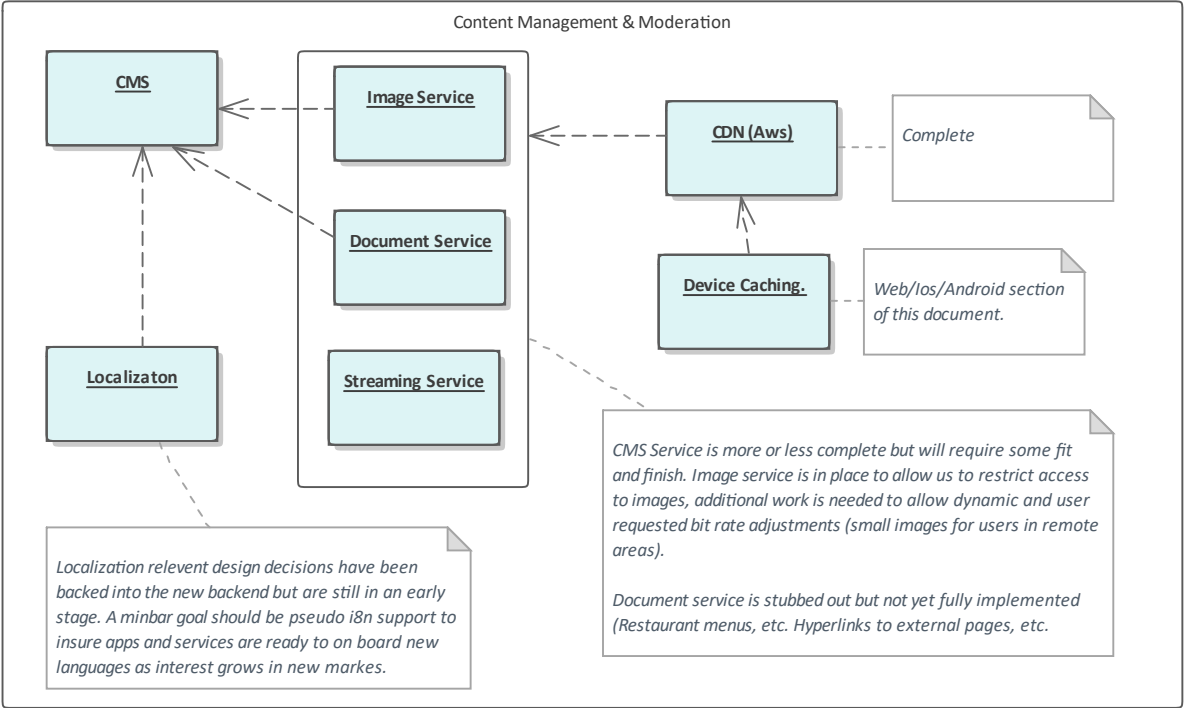 Content Management & Moderation
CMS
Image Service
CDN (Aws)
Complete
Document Service
Device Caching.
Web/Ios/Android section
of this document.
Localizaton
Streaming Service
CMS Service is more or less complete but will require some fit
and finish. Image service is in place to allow us to restrict access
to images, additional work is needed to allow dynamic and user
requested bit rate adjustments (small images for users in remote
areas).
Document service is stubbed out but not yet fully implemented
(Restaurant menus, etc. Hyperlinks to external pages, etc.
Localization relevent design decisions have been
backed into the new backend but are still in an early
stage. A minbar goal should be pseudo i8n support to
insure apps and services are ready to on board new
languages as interest grows in new markes.